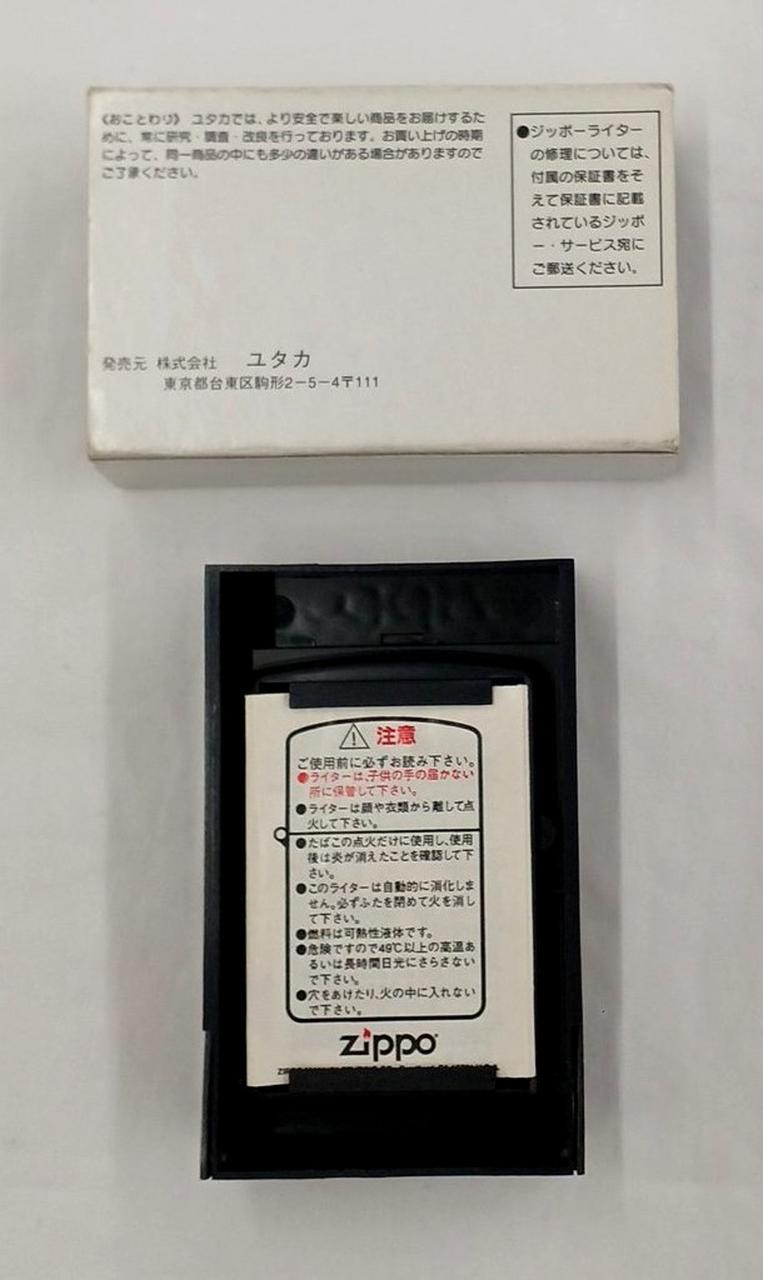 《おことわり》 ユタカでは、より安全で楽しい商品をお届けするた
めに、常に研究・調査・改良を行っております。お買い上げの時期
によって、同一商品の中にも多少の違いがある場合がありますので
ご了承ください。
●ジッポーライター
の修理については、
付属の保証書をそ
えて保証書に記載
されているジッポ
ー・サービス宛に
ご郵送ください。
発売元 株式会社 ユタカ
東京都台東区駒形2-5-4〒111
注意
ご使用前に必ずお読み下さい。
●ライターは、子供の手の届かない
所に保管して下さい。
●ライターは顔や衣類から離して点
火して下さい。
●たばこの点火だけに使用し、使用
後は炎が消えたことを確認して下
さい。
●このライターは自動的に消化しま
せん。必ずふたを閉めて火を消し
て下さい。
●燃料は可熱性液体です。
●危険ですので49℃以上の高温あ
るいは長時間日光にさらさない
で下さい。
●穴をあけたり、火の中に入れない
で下さい。
zippo